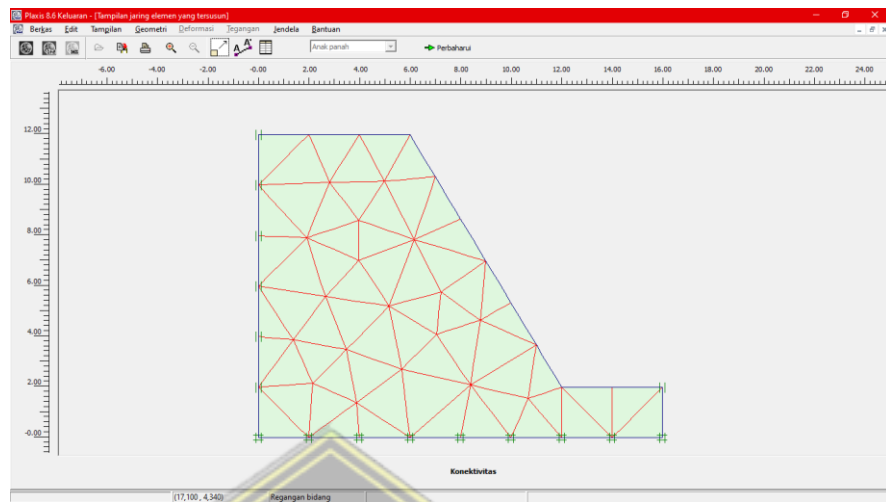 Plaxis 8.6 Keluaran - [Tampilan jaring elemen yang tersusun]
Berkas Edit Tampilan Geometri Deformasi Tegangan Jendela Bantuan
Anak panah Perbaharui
-6.00 -4.00 -2.00 -0.00 2.00 4.00 6.00 8.00 10.00 12.00 14.00 16.00 18.00 20.00 22.00 24.00
12.00
10.00
8.00
6.00
4.00
2.00
-0.00
Konektivitas
(17,100 , 4,340) Regangan bidang